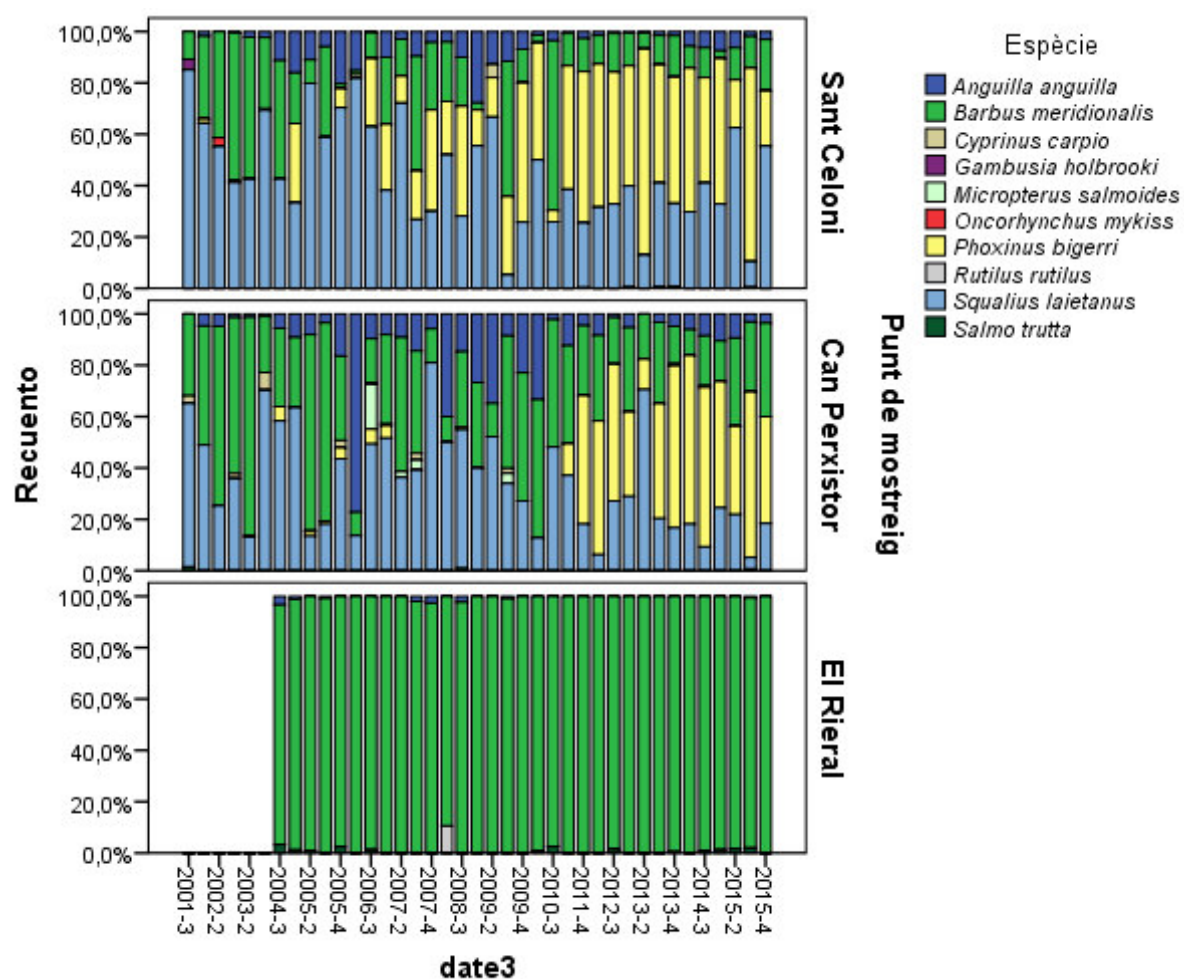 Recuento
100,0%
80,0%
60,0%
40,0%
20,0%
0,0%
Sant Celoni
100,0%
80,0%
60,0%
40,0%
20,0%
0,0%
Can Perxistor
100,0%
80,0%
60,0%
40,0%
20,0%
0,0%
El Rieral
Punt de mostreig
2001-3
2002-2
2003-2
2004-3
2005-2
2005-4
2006-3
2007-2
2007-4
2008-3
2009-2
2009-4
2010-3
2011-4
2012-3
2013-2
2013-4
2014-3
2015-2
2015-4
date3
Espècie
Anguilla anguilla
Barbus meridionalis
Cyprinus carpio
Gambusia holbrooki
Micropterus salmoides
Oncorhynchus mykiss
Phoxinus bigerri
Rutilus rutilus
Squalius laietanus
Salmo trutta